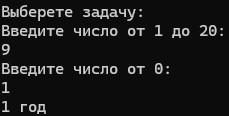 Выберете задачу:
Введите число от 1 до 20:
9
Введите число от 0:
1
1 год